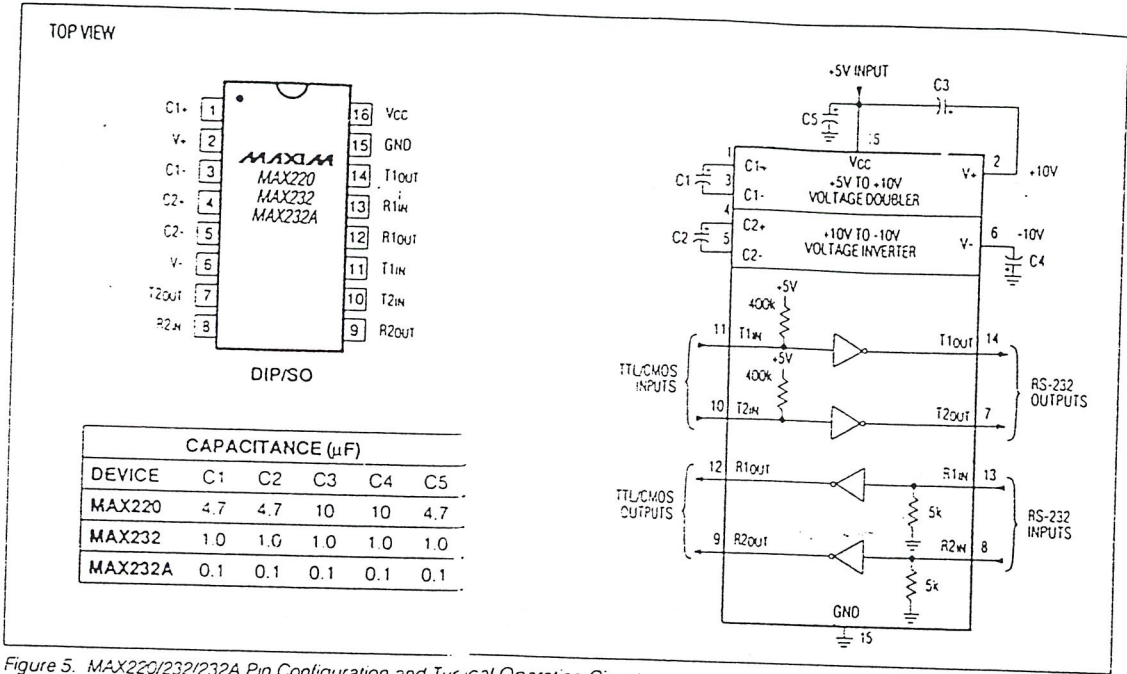 TOP VIEW
C1+ 1
V+ 2
C1- 3
C2+ 4
C2- 5
V- 6
T2OUT 7
R2IN 8
16 VCC
15 GND
14 T1OUT
13 R1IN
12 R1OUT
11 T1IN
10 T2IN
9 R2OUT
MAXIM
MAX220
MAX232
MAX232A
DIP/SO
CAPACITANCE (µF)
DEVICE C1 C2 C3 C4 C5
MAX220 4.7 4.7 10 10 4.7
MAX232 1.0 1.0 1.0 1.0 1.0
MAX232A 0.1 0.1 0.1 0.1 0.1
+5V INPUT
C3
C5
VCC
1 C1+
C1
3 C1-
+5V TO +10V
VOLTAGE DOUBLER
V+ 2 +10V
4 C2+
C2
5 C2-
+10V TO -10V
VOLTAGE INVERTER
V- 6 -10V
C4
+5V
400k
11 T1IN
T1OUT 14
+5V
400k
TTL/CMOS
INPUTS
RS-232
OUTPUTS
10 T2IN
T2OUT 7
12 R1OUT
R1IN 13
TTL/CMOS
OUTPUTS
5k
RS-232
INPUTS
9 R2OUT
R2IN 8
5k
GND
15
Figure 5. MAX220/232/232A Pin Configuration and Operating